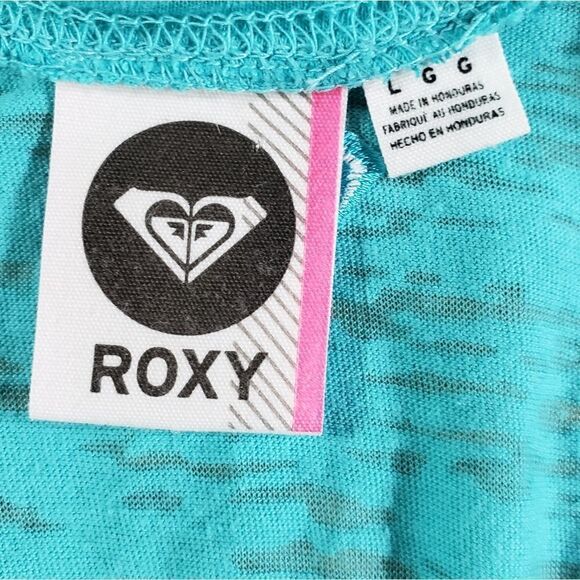 ROXY
L G G
MADE IN HONDURAS
FABRIQUÉ AU HONDURAS
HECHO EN HONDURAS